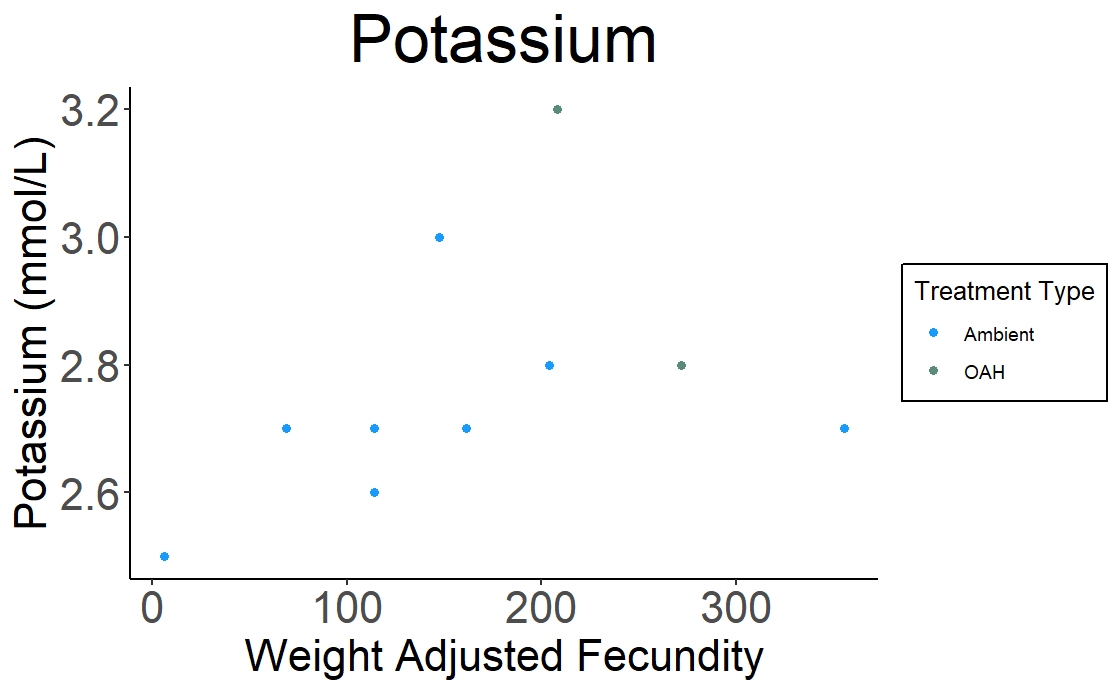 Potassium
3.2
3.0
2.8
2.6
Potassium (mmol/L)
0 100 200 300
Weight Adjusted Fecundity
Treatment Type
Ambient
OAH